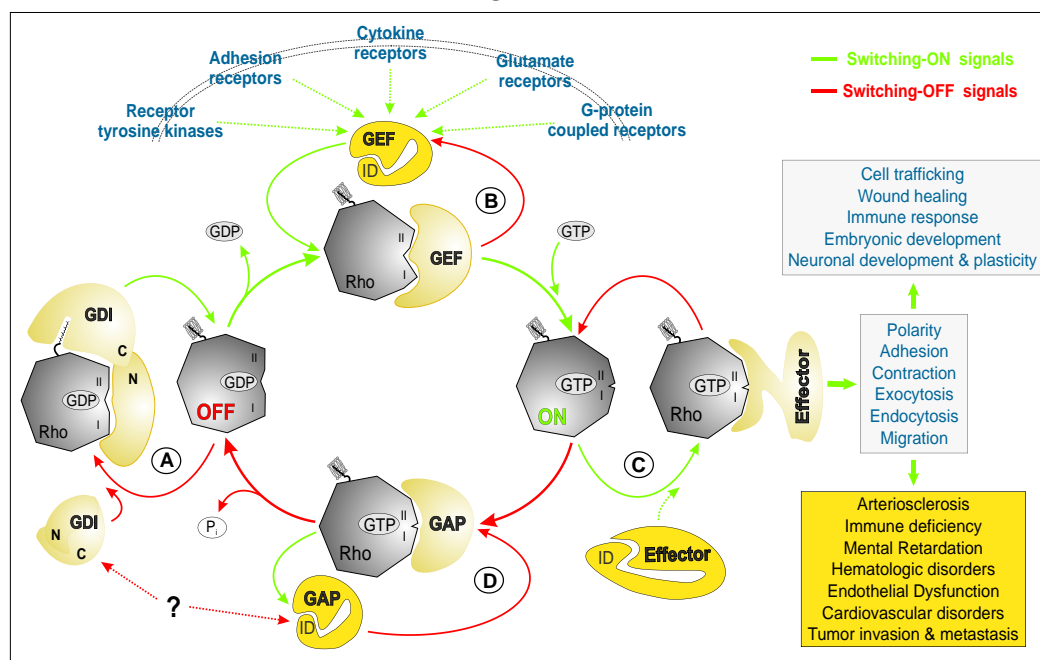 Cytokine
receptors
Adhesion
receptors
Glutamate
receptors
Receptor
tyrosine kinases
G-protein
coupled receptors
Switching-ON signals
Switching-OFF signals
GEF
ID
B
GDP
II
I
Rho
GEF
GTP
Cell trafficking
Wound healing
Immune response
Embryonic development
Neuronal development & plasticity
GDI
C
N
II
GDP
I
Rho
II
GDP
I
OFF
A
GTP
II
I
ON
GTP
II
I
Rho
Effector
C
Polarity
Adhesion
Contraction
Exocytosis
Endocytosis
Migration
GDI
N
C
Pi
GTP
II
I
Rho
GAP
D
GAP
ID
?
ID
Effector
Arteriosclerosis
Immune deficiency
Mental Retardation
Hematologic disorders
Endothelial Dysfunction
Cardiovascular disorders
Tumor invasion & metastasis